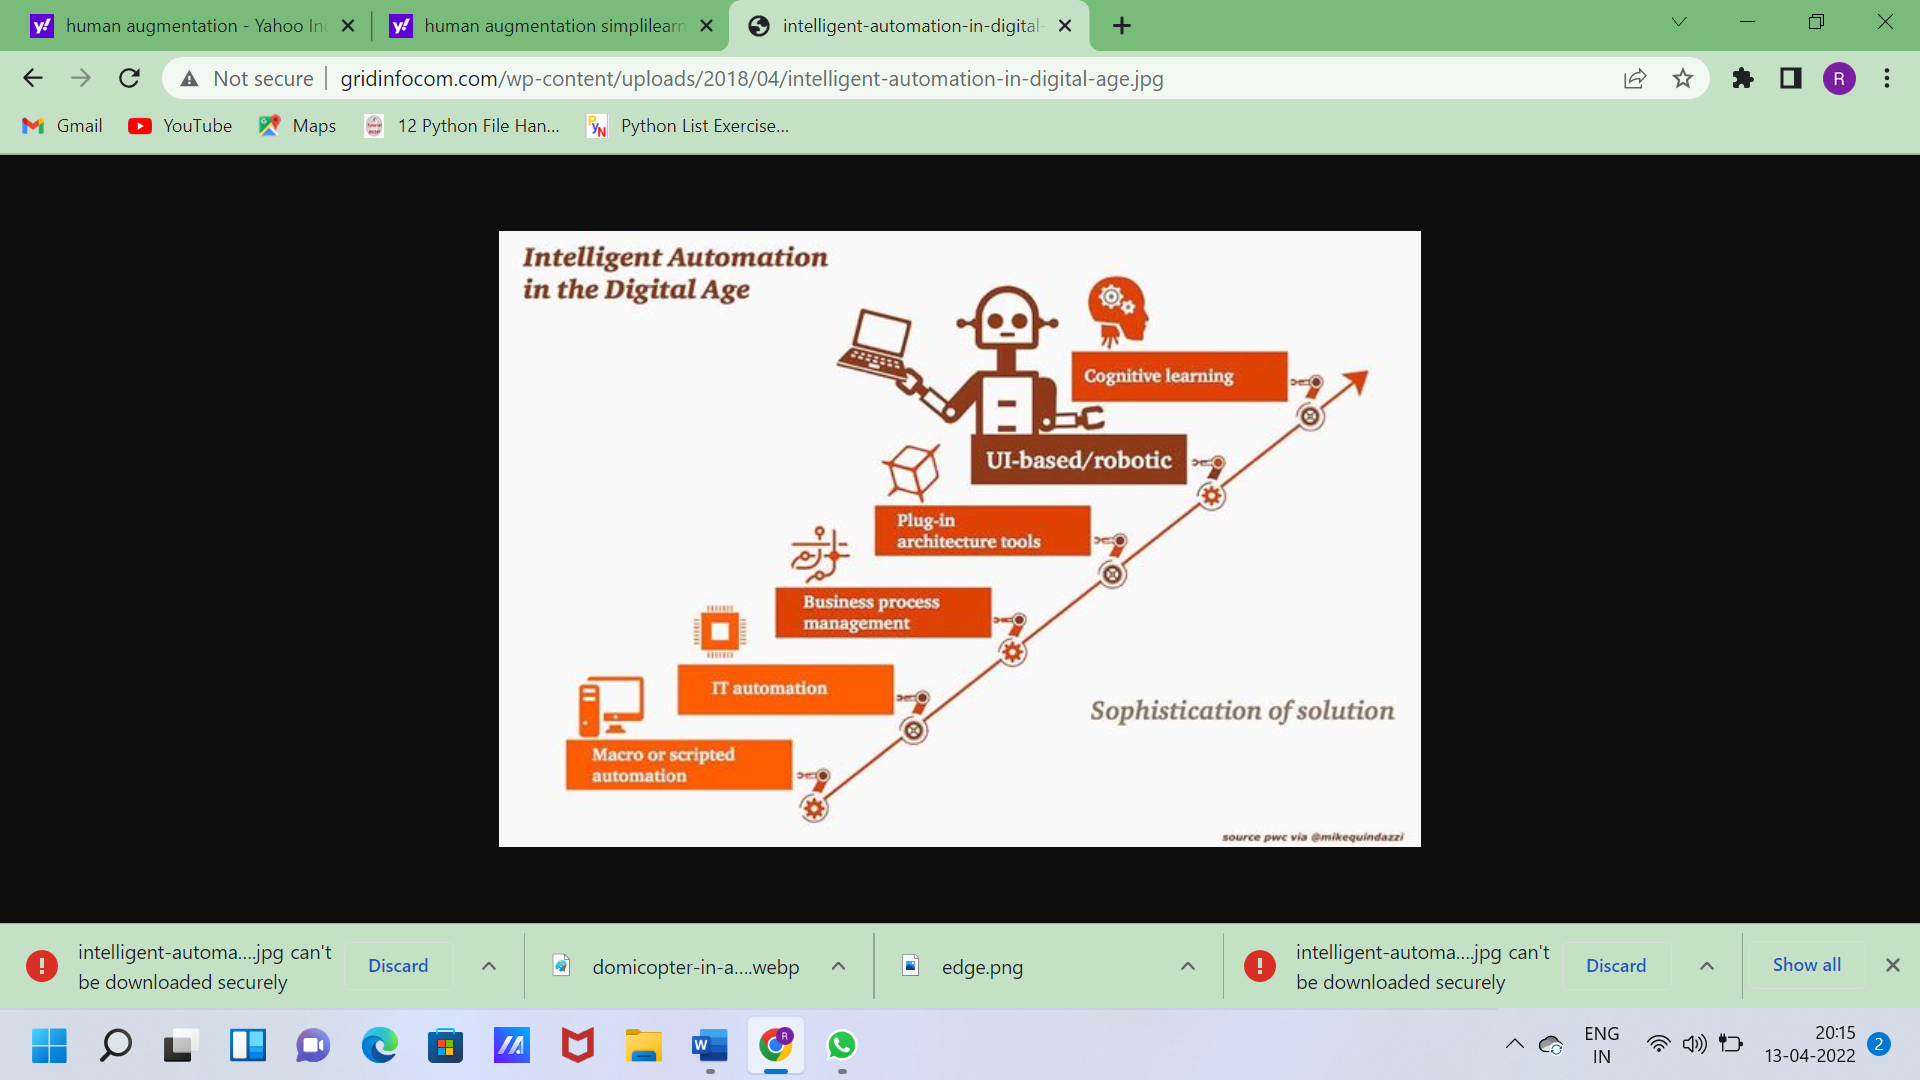 human augmentation - Yahoo In
human augmentation simplilearn
intelligent-automation-in-digital-
Not secure
gridinfocom.com/wp-content/uploads/2018/04/intelligent-automation-in-digital-age.jpg
R
Gmail
YouTube
Maps
12 Python File Han...
Python List Exercise...
Intelligent Automation
in the Digital Age
Cognitive learning
UI-based/robotic
Plug-in
architecture tools
Business process
management
IT automation
Sophistication of solution
Macro or scripted
automation
source pwc via @mikequindazzi
intelligent-automa....jpg can't
be downloaded securely
Discard
domicopter-in-a....webp
edge.png
intelligent-automa....jpg can't
be downloaded securely
Discard
Show all
ENG
IN
20:15
13-04-2022
2